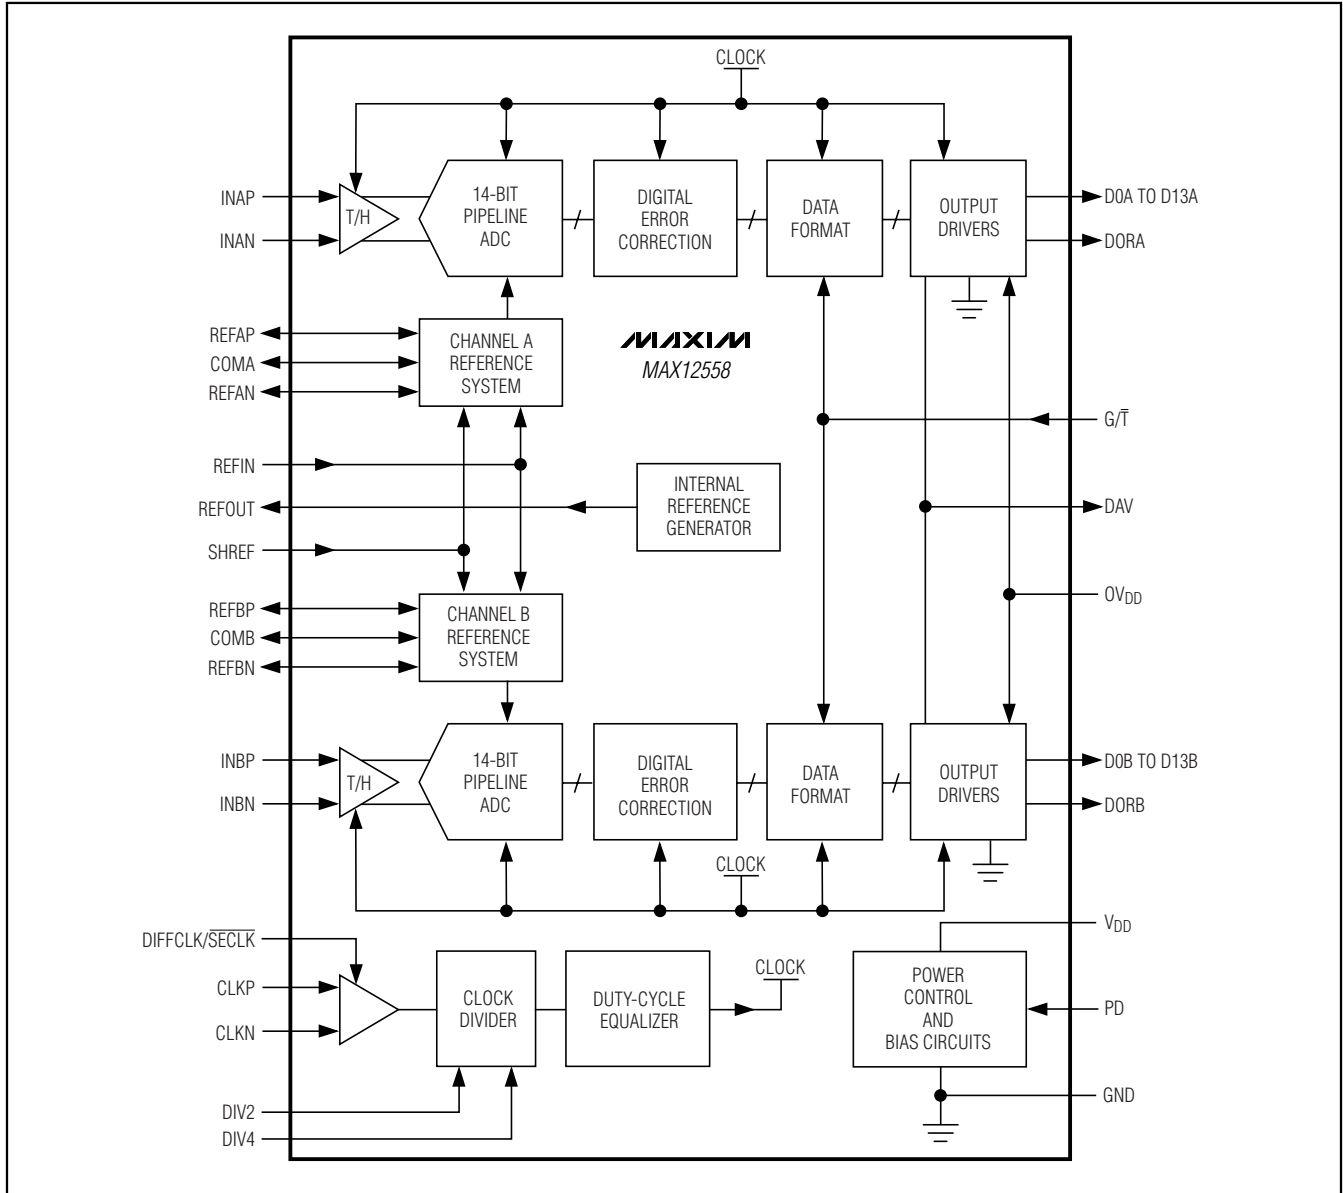 CLOCK
INAP
INAN
T/H
14-BIT
PIPELINE
ADC
DIGITAL
ERROR
CORRECTION
DATA
FORMAT
OUTPUT
DRIVERS
D0A TO D13A
DORA
REFAP
COMA
REFAN
CHANNEL A
REFERENCE
SYSTEM
MAXIM
MAX12558
G/T̅
REFIN
REFOUT
SHREF
INTERNAL
REFERENCE
GENERATOR
DAV
OVDD
REFBP
COMB
REFBN
CHANNEL B
REFERENCE
SYSTEM
INBP
INBN
T/H
14-BIT
PIPELINE
ADC
DIGITAL
ERROR
CORRECTION
DATA
FORMAT
OUTPUT
DRIVERS
D0B TO D13B
DORB
CLOCK
DIFFCLK/S̅E̅C̅L̅K̅
CLKP
CLKN
CLOCK
DIVIDER
DUTY-CYCLE
EQUALIZER
CLOCK
VDD
POWER
CONTROL
AND
BIAS CIRCUITS
PD
GND
DIV2
DIV4